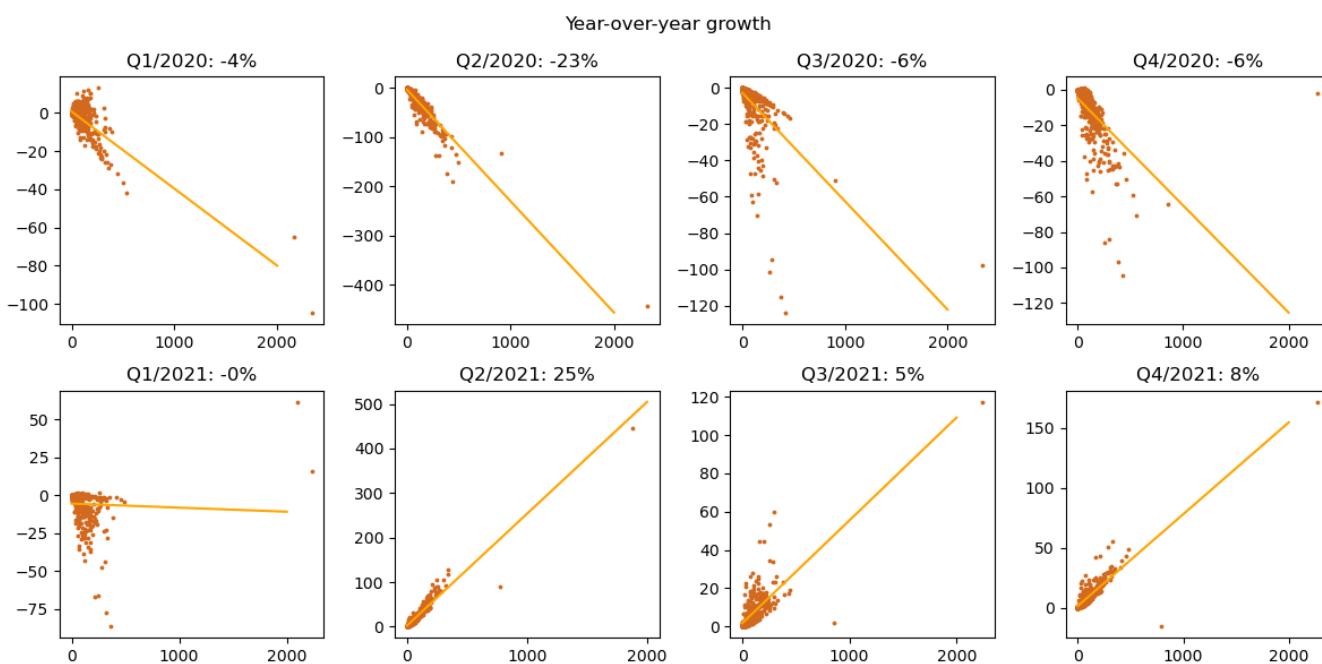 Year-over-year growth
Q1/2020: -4%
Q2/2020: -23%
Q3/2020: -6%
Q4/2020: -6%
0
−20
−40
−60
−80
−100
0 1000 2000
0
−100
−200
−300
−400
0 1000 2000
0
−20
−40
−60
−80
−100
−120
0 1000 2000
0
−20
−40
−60
−80
−100
−120
0 1000 2000
Q1/2021: -0%
Q2/2021: 25%
Q3/2021: 5%
Q4/2021: 8%
50
25
0
−25
−50
−75
0 1000 2000
500
400
300
200
100
0
0 1000 2000
120
100
80
60
40
20
0
0 1000 2000
150
100
50
0
0 1000 2000